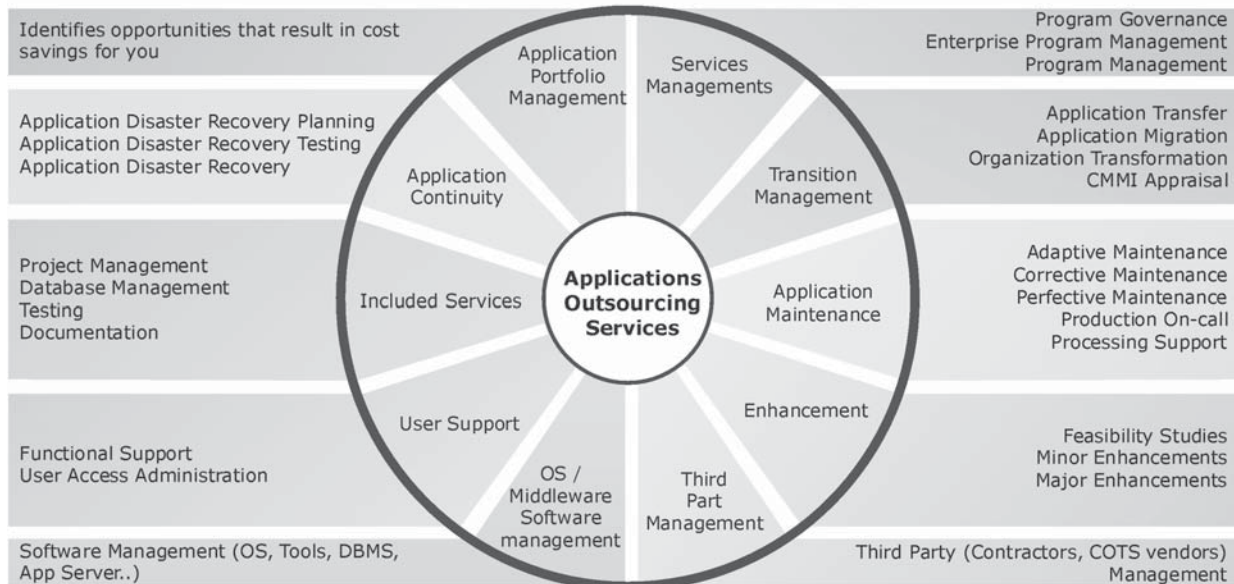 Identifies opportunities that result in cost
savings for you
Application Disaster Recovery Planning
Application Disaster Recovery Testing
Application Disaster Recovery
Project Management
Database Management
Testing
Documentation
Functional Support
User Access Administration
Software Management (OS, Tools, DBMS,
App Server..)
Application
Portfolio
Management
Services
Managements
Application
Continuity
Transition
Management
Included Services
Applications
Outsourcing
Services
Application
Maintenance
User Support
Enhancement
OS /
Middleware
Software
management
Third
Part
Management
Program Governance
Enterprise Program Management
Program Management
Application Transfer
Application Migration
Organization Transformation
CMMI Appraisal
Adaptive Maintenance
Corrective Maintenance
Perfective Maintenance
Production On-call
Processing Support
Feasibility Studies
Minor Enhancements
Major Enhancements
Third Party (Contractors, COTS vendors)
Management